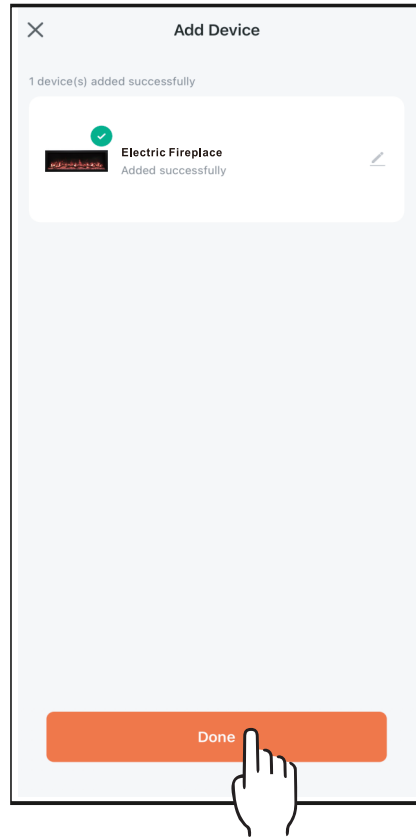 Add Device
1 device(s) added successfully
Electric Fireplace
Added successfully
Done